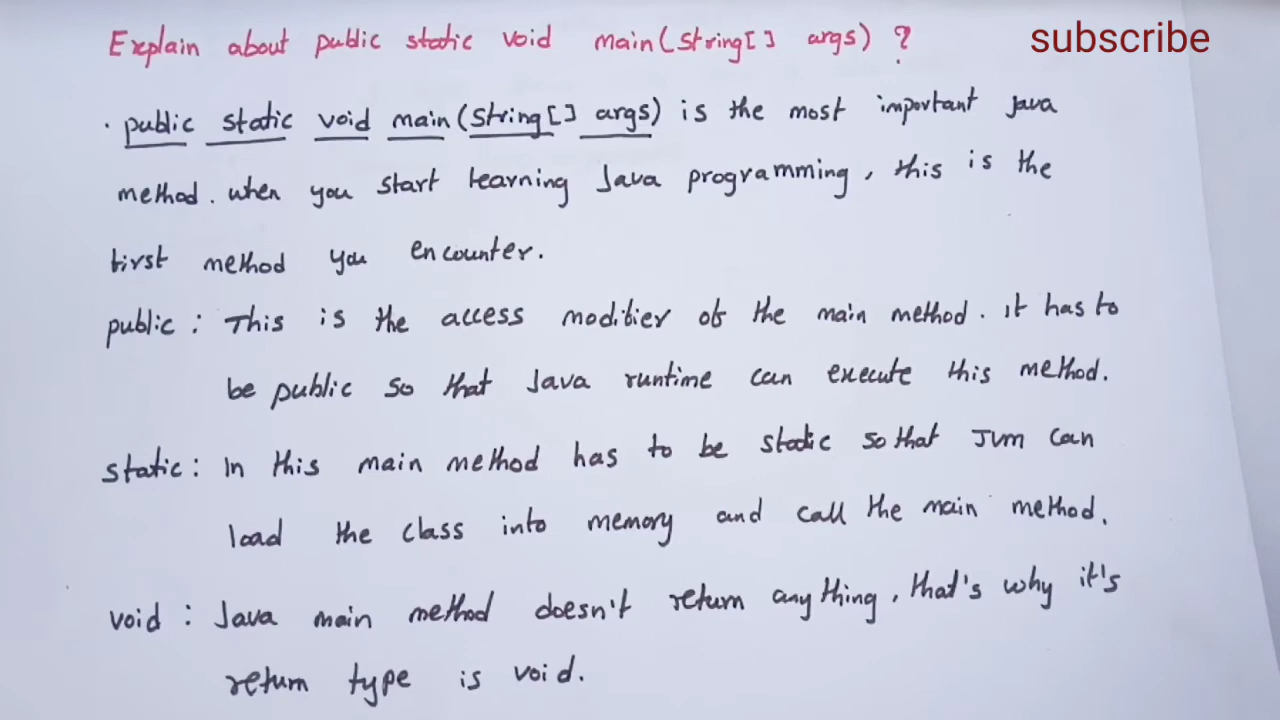 Explain about public static void main(String[] args) ?
subscribe
. public static void main(String[] args) is the most important java
method. when you start learning Java programming, this is the
first method you encounter.
public : This is the access modifier of the main method. it has to
be public so that Java runtime can execute this method.
static : In this main method has to be static so that JVM can
load the class into memory and call the main method.
void : Java main method doesn't return anything, that's why it's
return type is void.